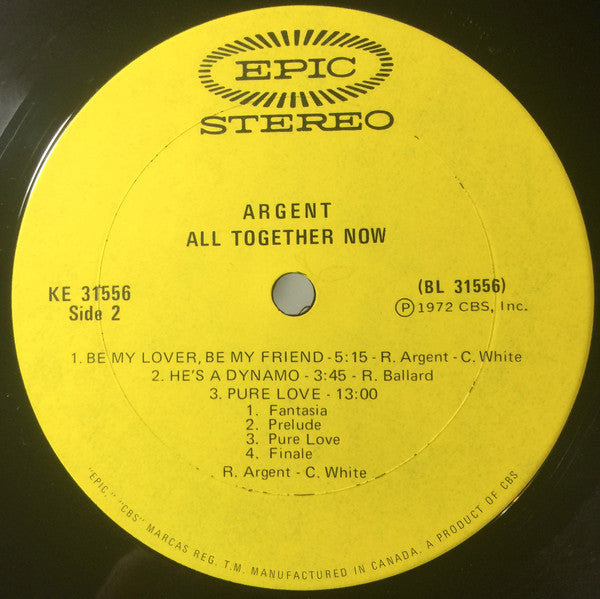 EPIC
STEREO
ARGENT
ALL TOGETHER NOW
KE 31556
Side 2
(BL 31556)
Ⓟ1972 CBS, Inc.
1. BE MY LOVER, BE MY FRIEND - 5:15 - R. Argent - C. White
2. HE'S A DYNAMO - 3:45 - R. Ballard
3. PURE LOVE - 13:00
1. Fantasia
2. Prelude
3. Pure Love
4. Finale
R. Argent - C. White
"EPIC," "CBS" MARCAS REG. T.M. MANUFACTURED IN CANADA. A PRODUCT OF CBS